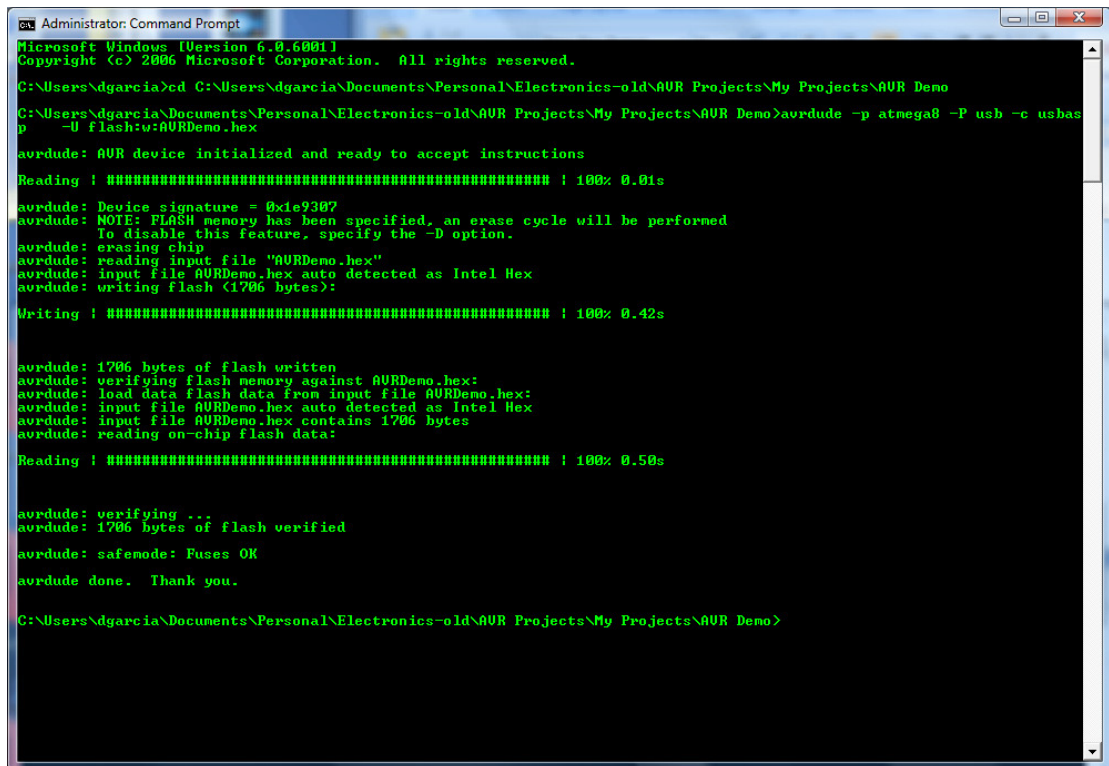 Administrator: Command Prompt
Microsoft Windows [Version 6.0.6001]
Copyright (c) 2006 Microsoft Corporation.  All rights reserved.
C:\Users\dgarcia>cd C:\Users\dgarcia\Documents\Personal\Electronics-old\AVR Projects\My Projects\AVR Demo
C:\Users\dgarcia\Documents\Personal\Electronics-old\AVR Projects\My Projects\AVR Demo>avrdude -p atmega8 -P usb -c usbas
p    -U flash:w:AVRDemo.hex
avrdude: AVR device initialized and ready to accept instructions
Reading | ################################################## | 100% 0.01s
avrdude: Device signature = 0x1e9307
avrdude: NOTE: FLASH memory has been specified, an erase cycle will be performed
         To disable this feature, specify the -D option.
avrdude: erasing chip
avrdude: reading input file "AVRDemo.hex"
avrdude: input file AVRDemo.hex auto detected as Intel Hex
avrdude: writing flash (1706 bytes):
Writing | ################################################## | 100% 0.42s
avrdude: 1706 bytes of flash written
avrdude: verifying flash memory against AVRDemo.hex:
avrdude: load data flash data from input file AVRDemo.hex:
avrdude: input file AVRDemo.hex auto detected as Intel Hex
avrdude: input file AVRDemo.hex contains 1706 bytes
avrdude: reading on-chip flash data:
Reading | ################################################## | 100% 0.50s
avrdude: verifying ...
avrdude: 1706 bytes of flash verified
avrdude: safemode: Fuses OK
avrdude done.  Thank you.
C:\Users\dgarcia\Documents\Personal\Electronics-old\AVR Projects\My Projects\AVR Demo>